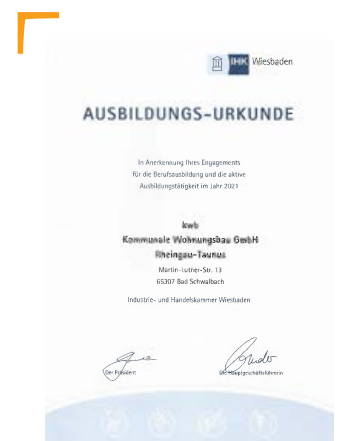 IHK Wiesbaden
AUSBILDUNGS-URKUNDE
In Anerkennung Ihres Engagements
für die Berufsausbildung und die aktive
Ausbildungstätigkeit im Jahr 2021
kwb
Kommunale Wohnungsbau GmbH
Rheingau-Taunus
Martin-Luther-Str. 13
65307 Bad Schwalbach
Industrie- und Handelskammer Wiesbaden
Der Präsident
Die Hauptgeschäftsführerin